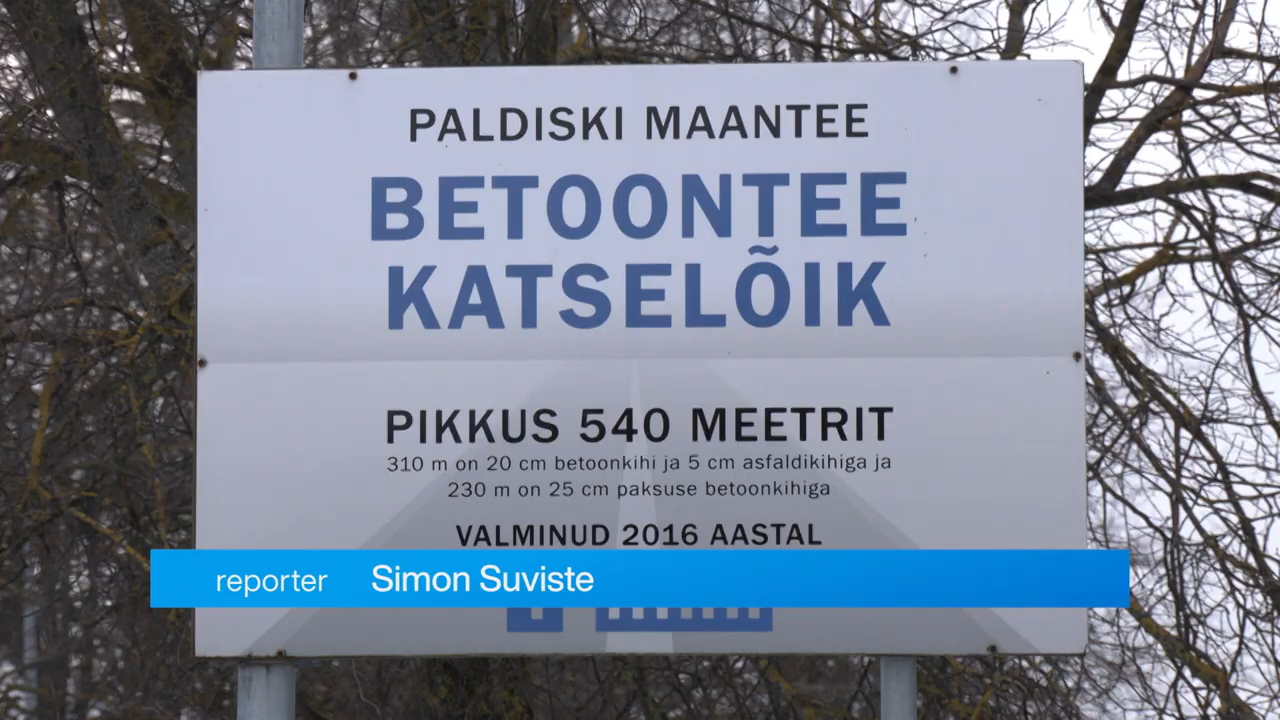 PALDISKI MAANTEE
BETOONTEE
KATSELÕIK
PIKKUS 540 MEETRIT
310 m on 20 cm betoonkihi ja 5 cm asfaldikihiga ja
230 m on 25 cm paksuse betoonkihiga
VALMINUD 2016 AASTAL
reporter Simon Suviste